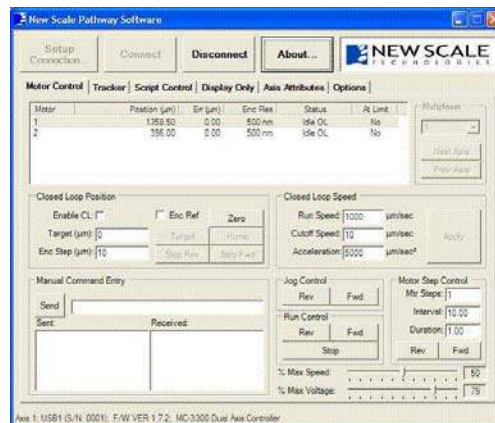 New Scale Pathway Software
Setup Connection... Connect Disconnect About... NEW SCALE TECHNOLOGIES
Motor Control Tracker Script Control Display Only Axis Attributes Options
Motor Position (µm) Err (µm) Enc Res Status At Limit
1 1359.50 0.00 500 nm Idle OL No
2 396.00 0.00 500 nm Idle OL No
Multiplexer
1
Next Axis
Prev Axis
Closed Loop Position
Enable CL: Enc Ref Zero
Target (µm): 0 Target Home
Enc Step (µm): 10 Step Rev Step Fwd
Closed Loop Speed
Run Speed: 1000 µm/sec
Cutoff Speed: 10 µm/sec Apply
Acceleration: 5000 µm/sec²
Manual Command Entry
Send
Sent: Received:
Jog Control
Rev Fwd
Run Control
Rev Fwd
Stop
Motor Step Control
Mtr Steps: 1
Interval: 10.00
Duration: 1.00
Rev Fwd
% Max Speed: 50
% Max Voltage: 79
Axis 1: USB1 (S/N: 0001); F/W VER 1.7.2; MC-3300 Dual Axis Controller